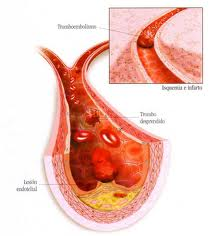 Tromboembolismo
Isquemia e infarto
Trombo
desprendido
Lesión
endotelial